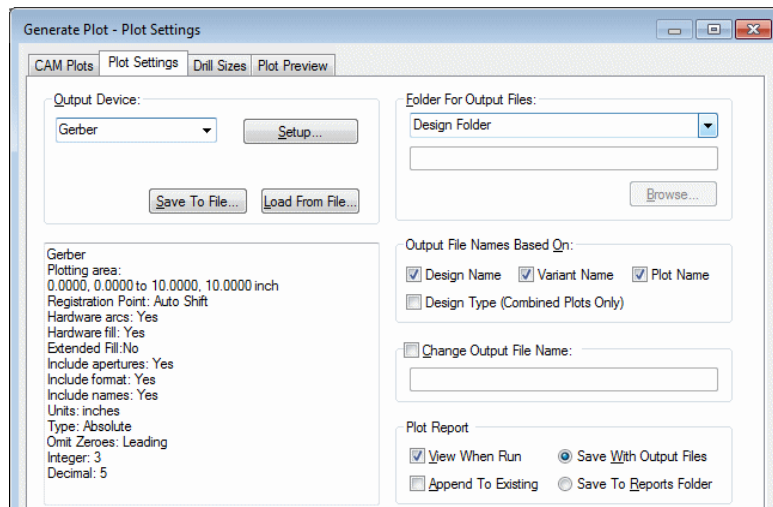 Generate Plot - Plot Settings
CAM Plots Plot Settings Drill Sizes Plot Preview
Output Device:
Gerber
Setup...
Save To File... Load From File...
Gerber
Plotting area:
0.0000, 0.0000 to 10.0000, 10.0000 inch
Registration Point: Auto Shift
Hardware arcs: Yes
Hardware fill: Yes
Extended Fill:No
Include apertures: Yes
Include format: Yes
Include names: Yes
Units: inches
Type: Absolute
Omit Zeroes: Leading
Integer: 3
Decimal: 5
Folder For Output Files:
Design Folder
Browse...
Output File Names Based On:
Design Name Variant Name Plot Name
Design Type (Combined Plots Only)
Change Output File Name:
Plot Report
View When Run Save With Output Files
Append To Existing Save To Reports Folder